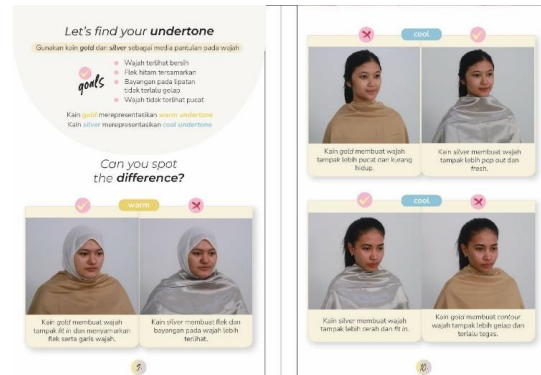 Let's find your undertone
Gunakan kain gold dan silver sebagai media pantulan pada wajah
goals
Wajah terlihat bersih
Flek hitam tersamarkan
Bayangan pada lipatan
tidak terlalu gelap
Wajah tidak terlihat pucat
Kain gold merepresentasikan warm undertone
Kain silver merepresentasikan cool undertone
Can you spot
the difference?
warm
Kain gold membuat wajah
tampak fit in dan menyamarkan
flek serta garis wajah.
Kain silver membuat flek dan
bayangan pada wajah lebih
terlihat.
9
cool
Kain gold membuat wajah
tampak lebih pucat dan kurang
hidup.
Kain silver membuat wajah
tampak lebih pop out dan
fresh.
cool
Kain silver membuat wajah
tampak lebih cerah dan fit in.
Kain gold membuat contour
wajah tampak lebih gelap dan
terlalu tegas.
10